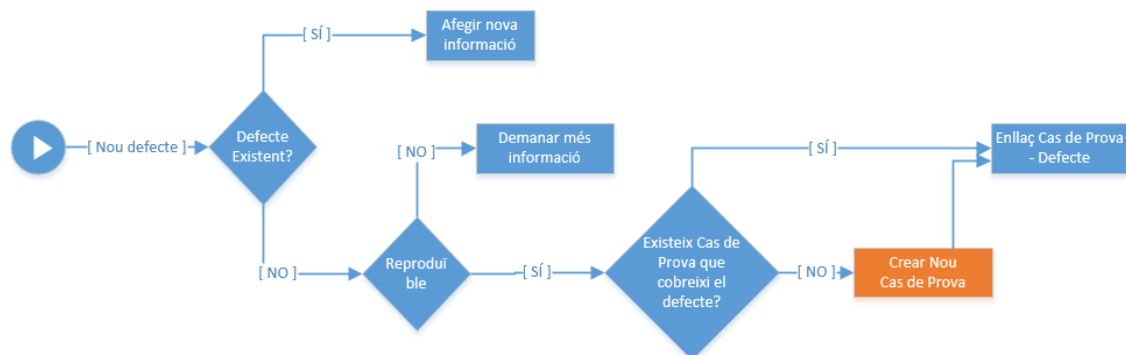 [ SÍ ]
Afegir nova
informació
[ Nou defecte ]
Defecte
Existent?
[ NO ]
Demanar més
informació
[ SÍ ]
Enllaç Cas de Prova
- Defecte
[ NO ]
Reproduï
ble
[ SÍ ]
Existeix Cas de
Prova que
cobreixi el
defecte?
[ NO ]
Crear Nou
Cas de Prova